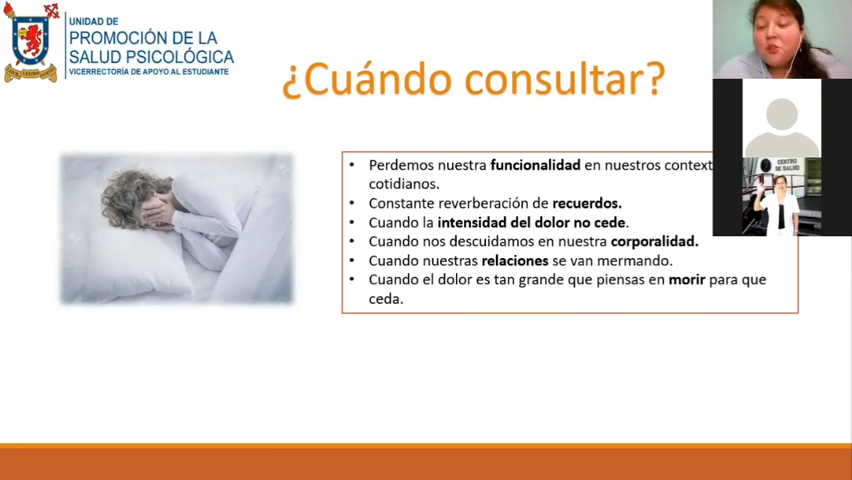 UNIDAD DE
PROMOCIÓN DE LA
SALUD PSICOLÓGICA
VICERRECTORÍA DE APOYO AL ESTUDIANTE
¿Cuándo consultar?
• Perdemos nuestra funcionalidad en nuestros context
cotidianos.
• Constante reverberación de recuerdos.
• Cuando la intensidad del dolor no cede.
• Cuando nos descuidamos en nuestra corporalidad.
• Cuando nuestras relaciones se van mermando.
• Cuando el dolor es tan grande que piensas en morir para que
ceda.
CENTRO
DE SALUD